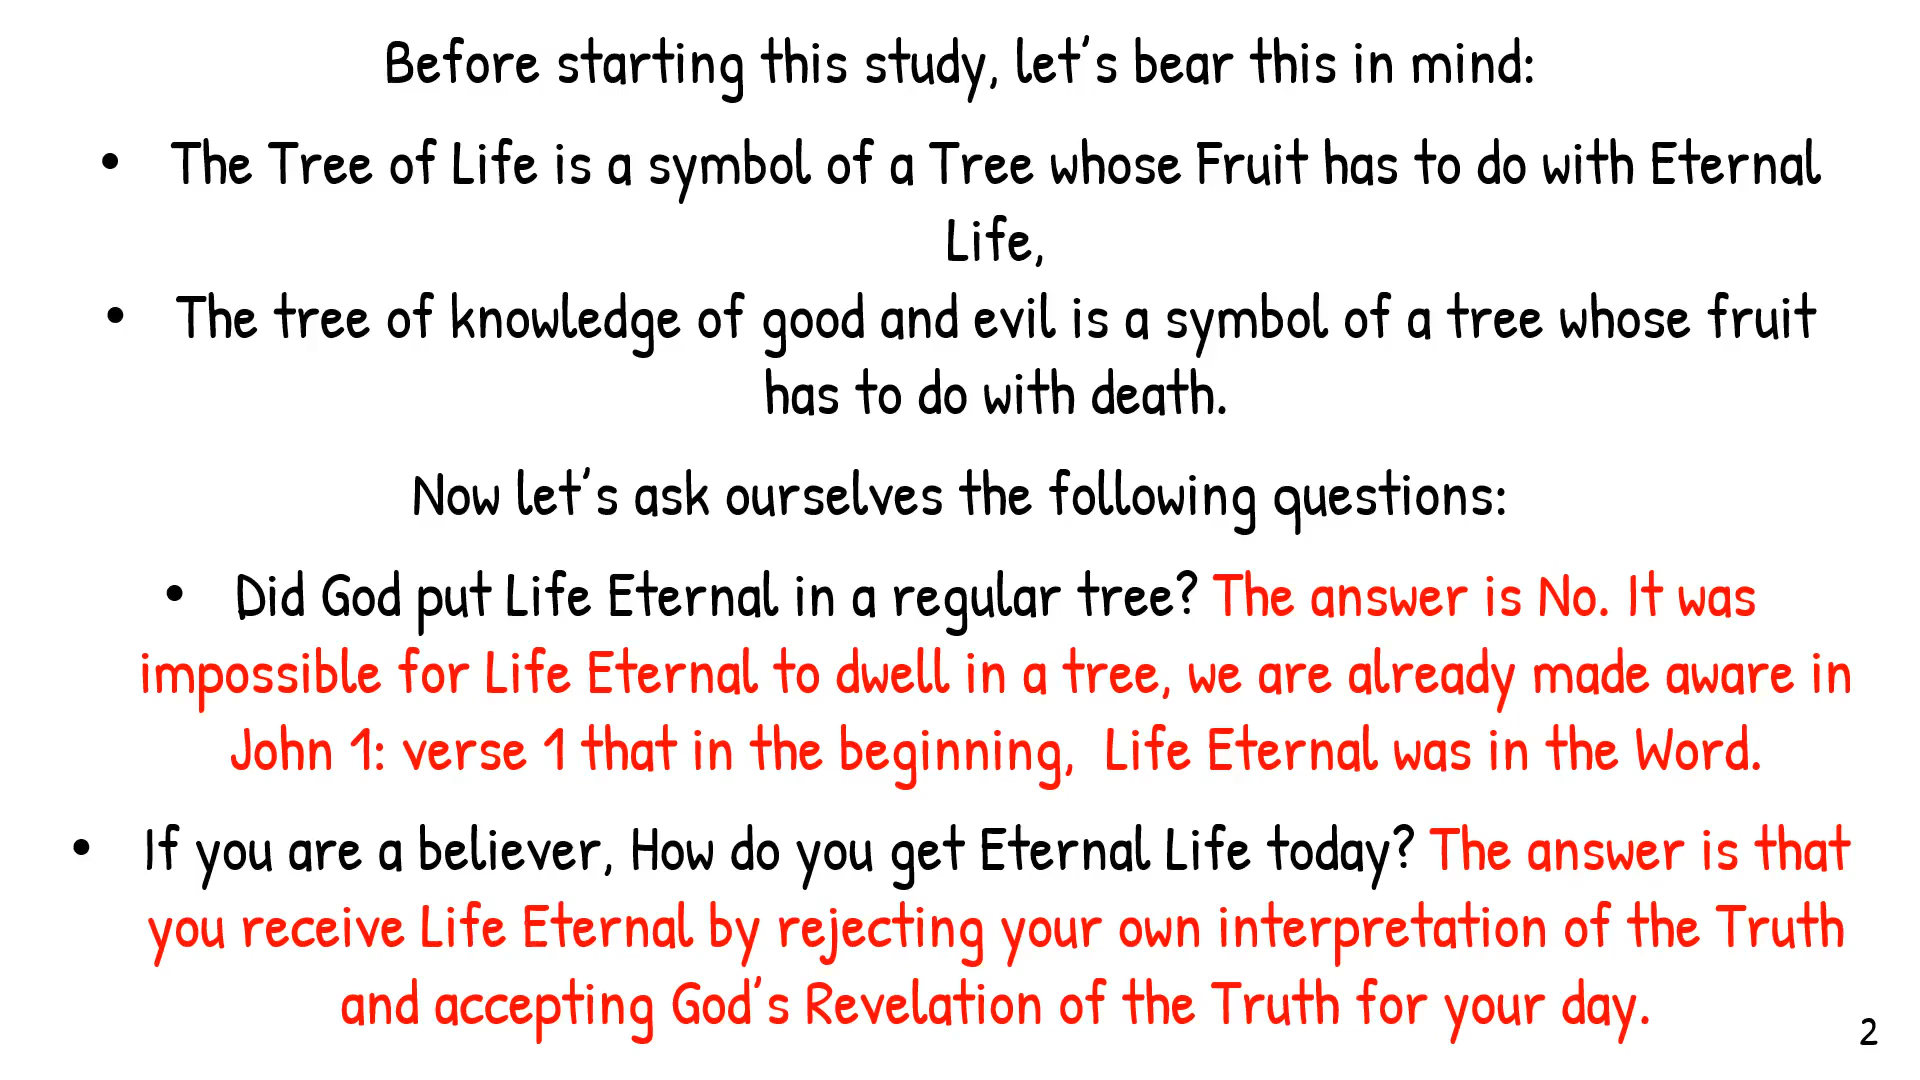 Before starting this study, let's bear this in mind:
• The Tree of Life is a symbol of a Tree whose Fruit has to do with Eternal
Life,
• The tree of knowledge of good and evil is a symbol of a tree whose fruit
has to do with death.
Now let's ask ourselves the following questions:
• Did God put Life Eternal in a regular tree? The answer is No. It was
impossible for Life Eternal to dwell in a tree, we are already made aware in
John 1: verse 1 that in the beginning,  Life Eternal was in the Word.
• If you are a believer, How do you get Eternal Life today? The answer is that
you receive Life Eternal by rejecting your own interpretation of the Truth
and accepting God's Revelation of the Truth for your day.
2